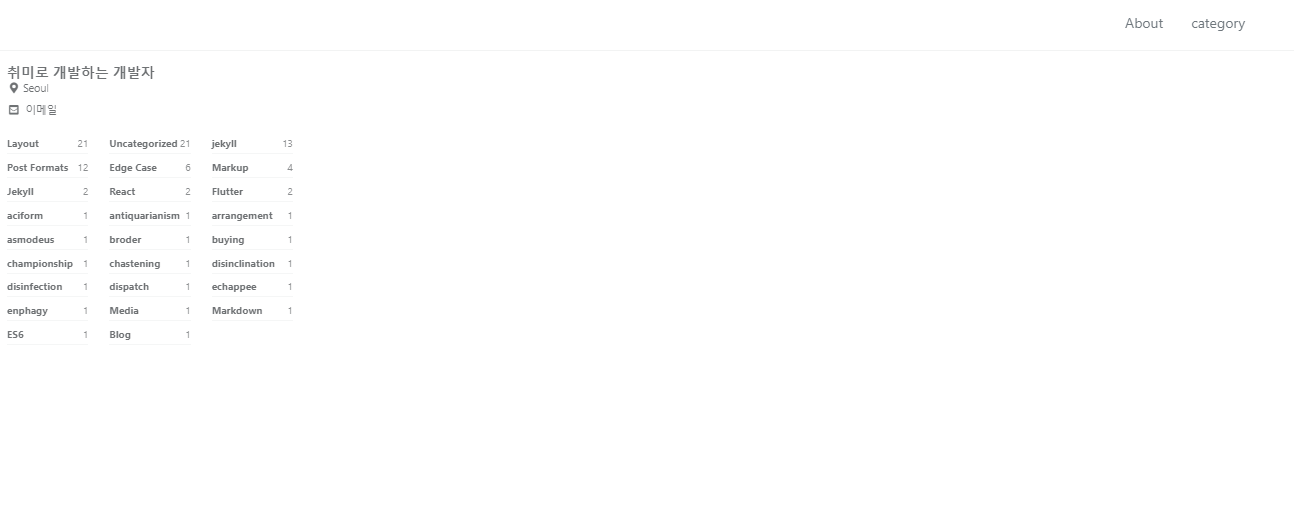 About category
취미로 개발하는 개발자
Seoul
이메일
Layout 21 Uncategorized 21 jekyll 13
Post Formats 12 Edge Case 6 Markup 4
Jekyll 2 React 2 Flutter 2
aciform 1 antiquarianism 1 arrangement 1
asmodeus 1 broder 1 buying 1
championship 1 chastening 1 disinclination 1
disinfection 1 dispatch 1 echappee 1
enphagy 1 Media 1 Markdown 1
ES6 1 Blog 1